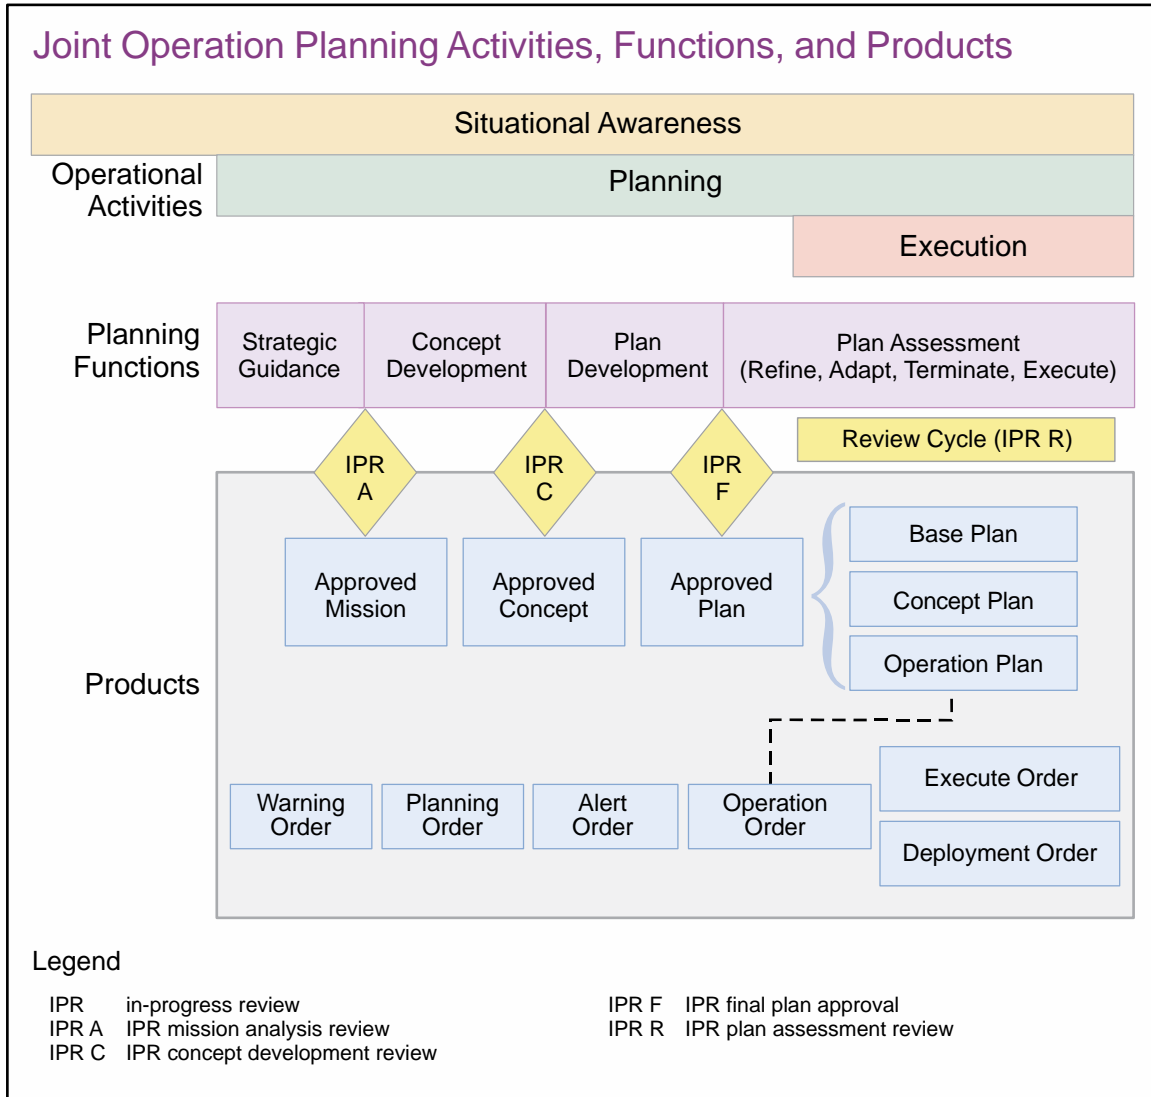 Joint Operation Planning Activities, Functions, and Products
Situational Awareness
Operational
Activities
Planning
Execution
Planning
Functions
Strategic
Guidance
Concept
Development
Plan
Development
Plan Assessment
(Refine, Adapt, Terminate, Execute)
IPR
A
IPR
C
IPR
F
Review Cycle (IPR R)
Products
Approved
Mission
Approved
Concept
Approved
Plan
Base Plan
Concept Plan
Operation Plan
Warning
Order
Planning
Order
Alert
Order
Operation
Order
Execute Order
Deployment Order
Legend
IPR in-progress review
IPR A IPR mission analysis review
IPR C IPR concept development review
IPR F IPR final plan approval
IPR R IPR plan assessment review